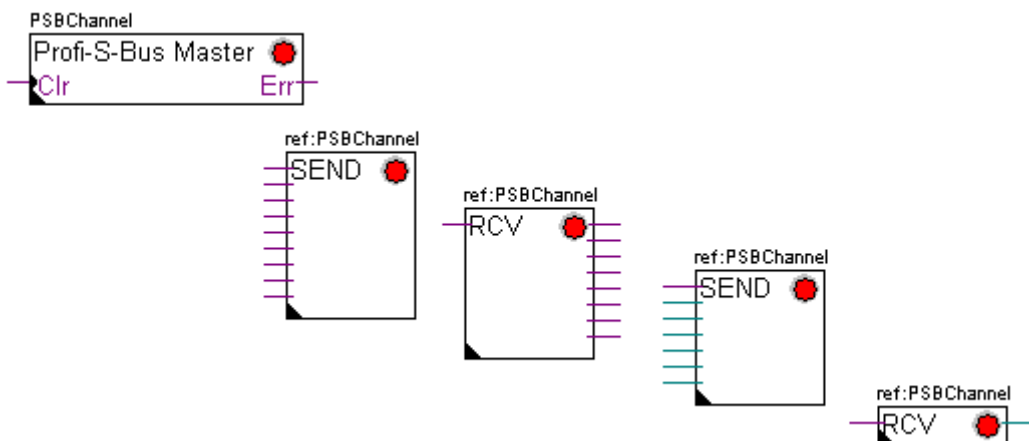 PSBChannel
Profi-S-Bus Master
Clr Err
ref:PSBChannel
SEND
ref:PSBChannel
RCV
ref:PSBChannel
SEND
ref:PSBChannel
RCV